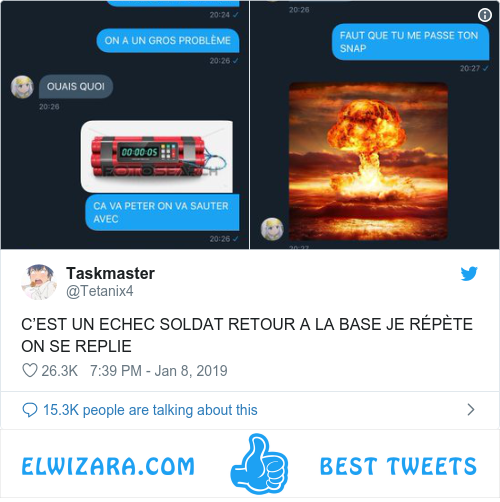 20:24 ✓
ON A UN GROS PROBLÈME
20:26 ✓
OUAIS QUOI
20:26
00:00:05
FOTOSEARCH
CA VA PETER ON VA SAUTER
AVEC
20:26 ✓
20:26
FAUT QUE TU ME PASSE TON
SNAP
20:27 ✓
20:27
Taskmaster
@Tetanix4
C'EST UN ECHEC SOLDAT RETOUR A LA BASE JE RÉPÈTE
ON SE REPLIE
26.3K 7:39 PM - Jan 8, 2019
15.3K people are talking about this
ELWIZARA.COM
BEST TWEETS